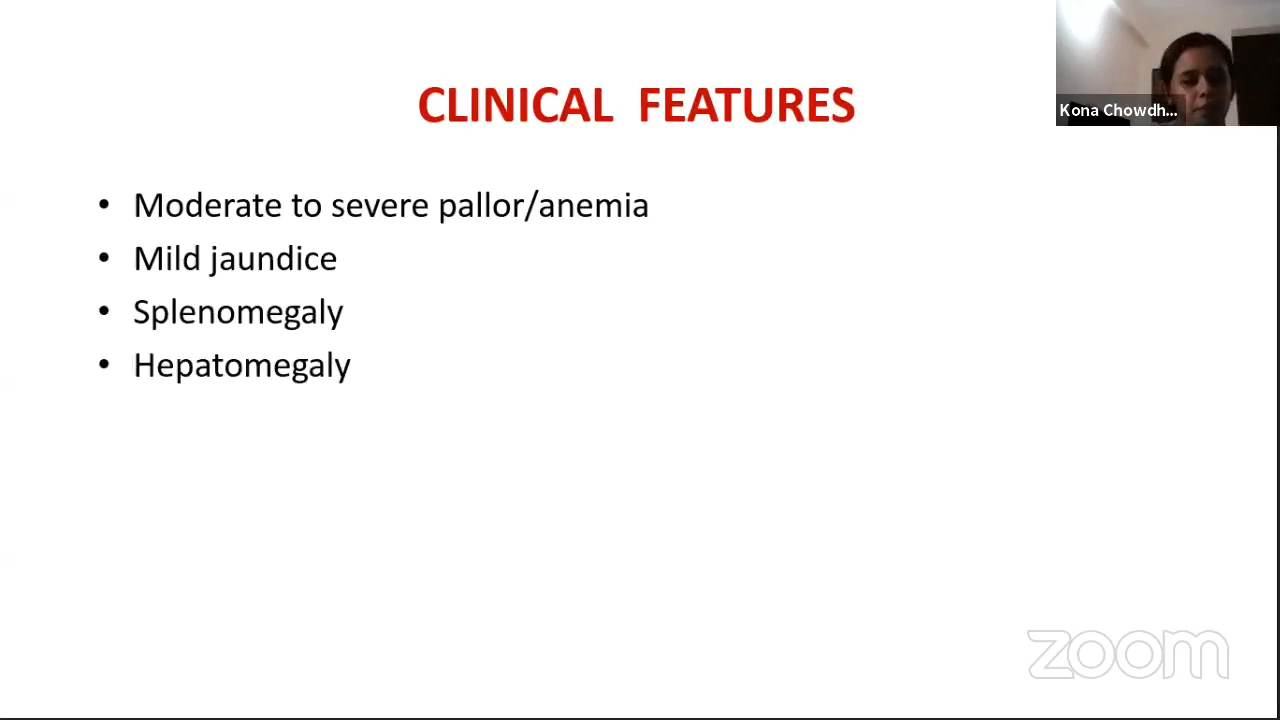 Kona Chowdh...
CLINICAL FEATURES
• Moderate to severe pallor/anemia
• Mild jaundice
• Splenomegaly
• Hepatomegaly
zoom